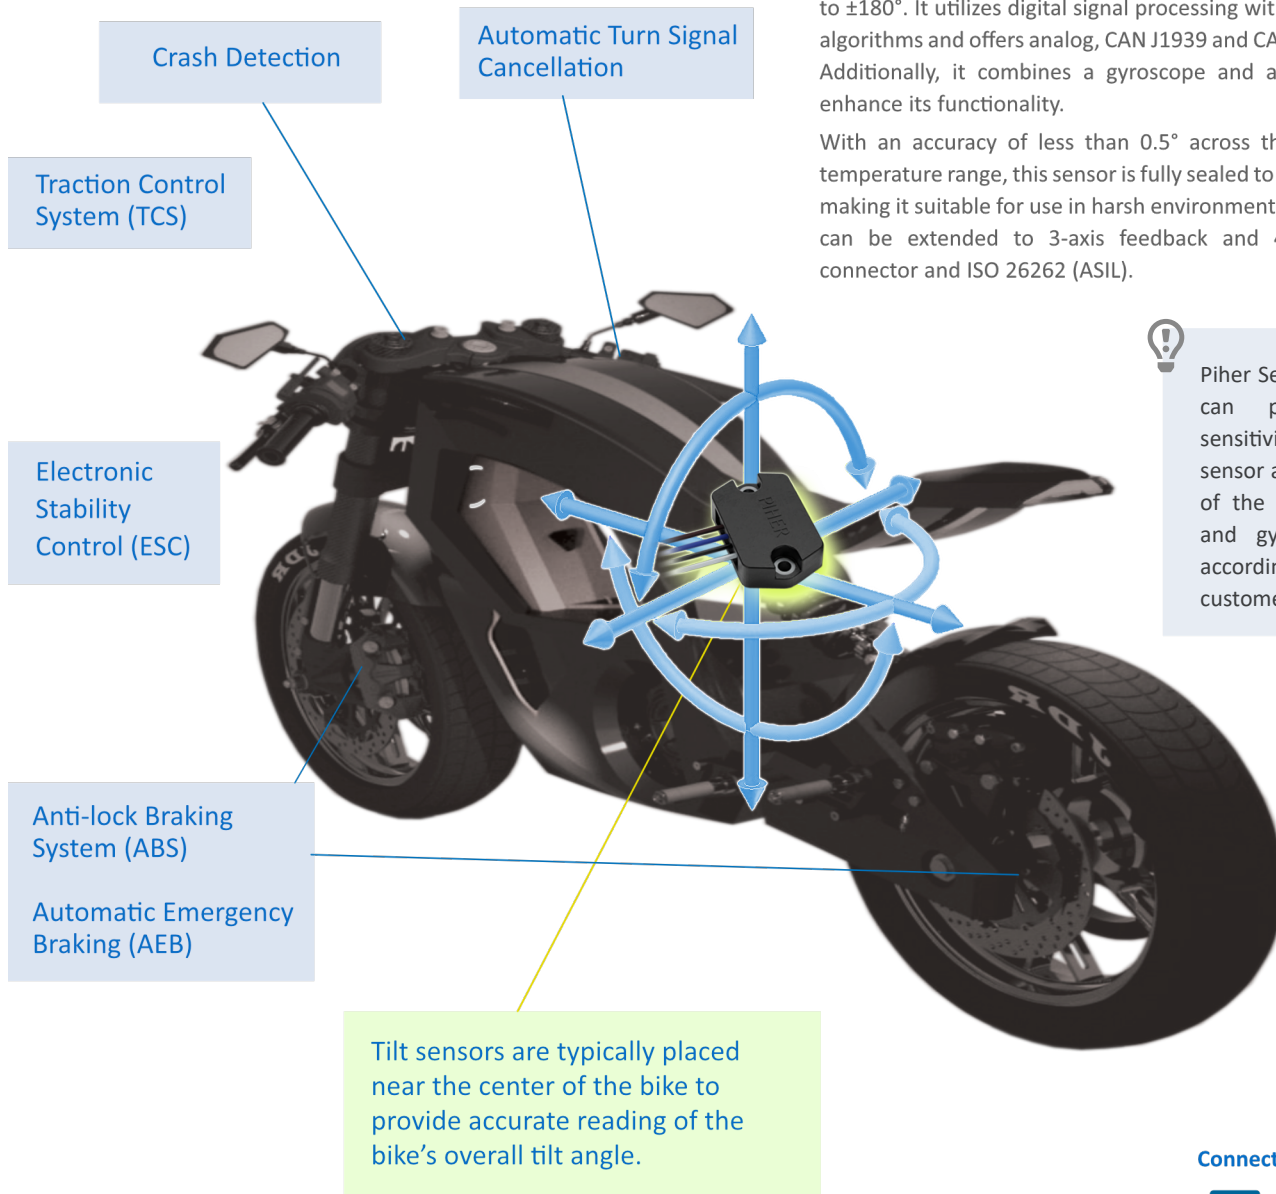 Crash Detection
Automatic Turn Signal
Cancellation
Traction Control
System (TCS)
Electronic
Stability
Control (ESC)
Anti-lock Braking
System (ABS)
Automatic Emergency
Braking (AEB)
Tilt sensors are typically placed
near the center of the bike to
provide accurate reading of the
bike's overall tilt angle.
to ±180°. It utilizes digital signal processing wit
algorithms and offers analog, CAN J1939 and CA
Additionally, it combines a gyroscope and a
enhance its functionality.
With an accuracy of less than 0.5° across th
temperature range, this sensor is fully sealed to
making it suitable for use in harsh environment
can be extended to 3-axis feedback and 4
connector and ISO 26262 (ASIL).
Piher Se
can p
sensitivi
sensor a
of the
and gy
accordin
custome
PIHER
Connect